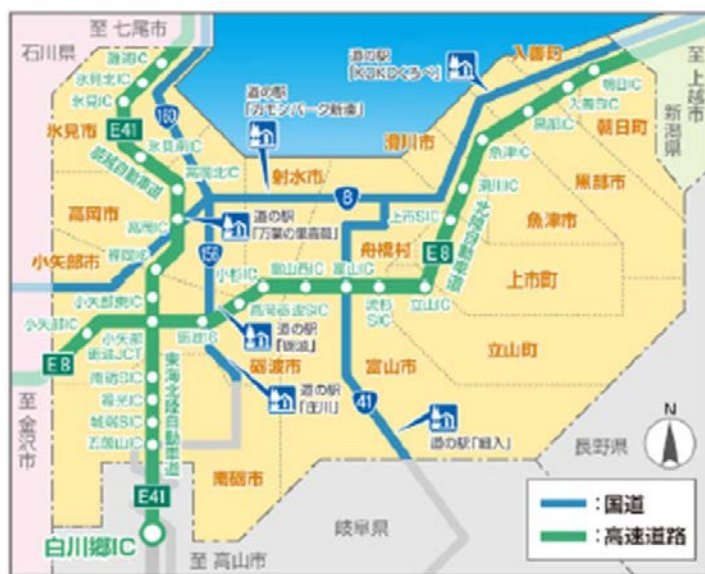 至 七尾市
石川県
灘浦IC
氷見北IC
氷見IC
E41
氷見市
能越自動車道
160
氷見南IC
高岡北IC
道の駅
「カモンパーク新湊」
道の駅
「KOKOくろべ」
入善町
至 上越市
新潟県
朝日IC
入善SIC
黒部IC
朝日町
滑川市
魚津IC
黒部市
射水市
8
滑川IC
高岡市
高岡IC
上市SIC
北陸自動車道
魚津市
道の駅
「万葉の里高岡」
舟橋村
小矢部市
福岡IC
156
E8
上市町
小杉IC
富山西IC
富山IC
小矢部東IC
高岡砺波SIC
流杉
SIC
立山IC
小矢部IC
小矢部
砺波JCT
砺波IC
道の駅
「砺波」
立山町
E8
砺波市
富山市
南砺SIC
東海北陸自動車道
道の駅
「庄川」
41
福光IC
城端SIC
五箇山IC
道の駅「細入」
至 金沢市
南砺市
N
長野県
E41
岐阜県
:国道
:高速道路
白川郷IC
至 高山市